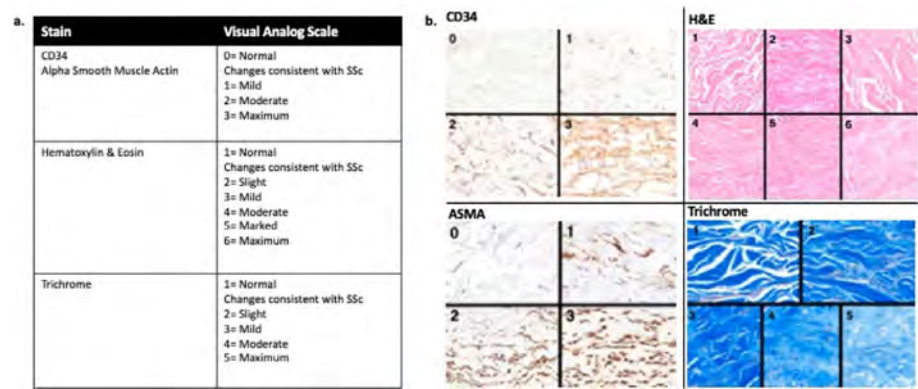 a.
Stain Visual Analog Scale
CD34
Alpha Smooth Muscle Actin
0= Normal
Changes consistent with SSc
1= Mild
2= Moderate
3= Maximum
Hematoxylin & Eosin
1= Normal
Changes consistent with SSc
2= Slight
3= Mild
4= Moderate
5= Marked
6= Maximum
Trichrome
1= Normal
Changes consistent with SSc
2= Slight
3= Mild
4= Moderate
5= Maximum
b. CD34
0 1
2 3
H&E
1 2 3
4 5 6
ASMA
0 1
2 3
Trichrome
1 2
3 4 5